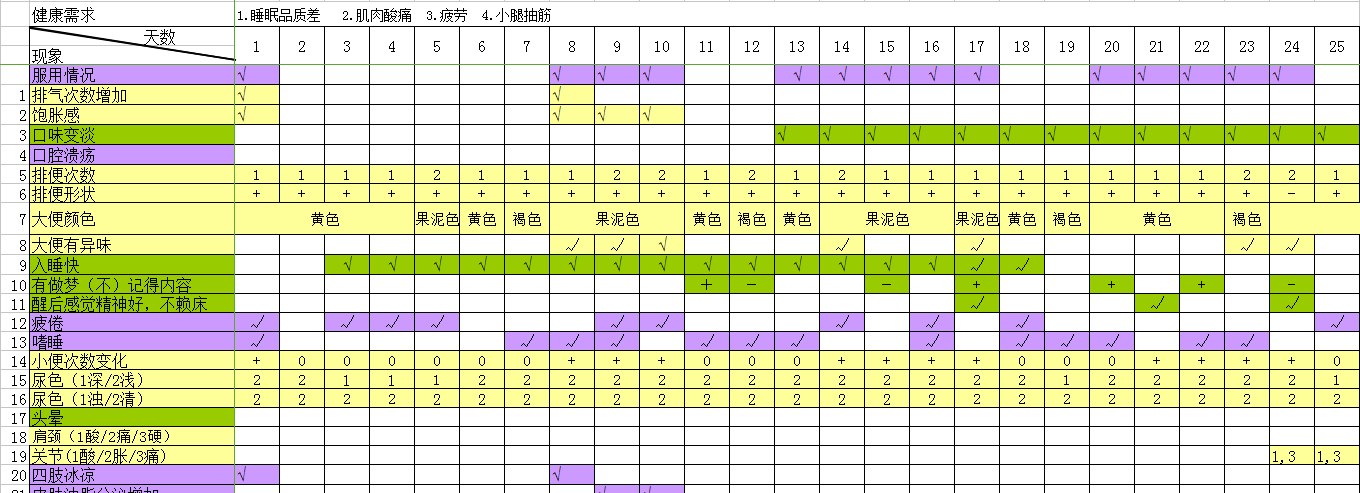 健康需求 1.睡眠品质差 2.肌肉酸痛 3.疲劳 4.小腿抽筋
天数 1 2 3 4 5 6 7 8 9 10 11 12 13 14 15 16 17 18 19 20 21 22 23 24 25
现象
服用情况 √ √ √ √ √ √ √ √ √ √ √ √ √ √
1 排气次数增加 √ √
2 饱胀感 √ √ √ √
3 口味变淡 √ √ √ √ √ √ √ √ √ √ √ √ √
4 口腔溃疡
5 排便次数 1 1 1 1 2 1 1 1 2 2 1 2 1 2 1 1 1 1 1 1 1 1 2 2 1
6 排便形状 + + + + + + + + + + + + + + + + + + + + + + + − +
7 大便颜色 黄色 果泥色 黄色 褐色 果泥色 黄色 褐色 黄色 果泥色 果泥色 黄色 褐色 黄色 褐色
8 大便有异味 √ √ √ √ √ √ √
9 入睡快 √ √ √ √ √ √ √ √ √ √ √ √ √ √ √ √
10 有做梦（不）记得内容 + − − + + + −
11 醒后感觉精神好，不赖床 √ √ √
12 疲倦 √ √ √ √ √ √ √ √ √ √
13 嗜睡 √ √ √ √ √ √ √ √ √ √ √ √ √
14 小便次数变化 + 0 0 0 0 0 0 + + + 0 0 0 + + + + 0 0 0 + + + + 0
15 尿色（1深/2浅） 2 2 1 1 1 2 2 2 2 2 2 2 2 2 2 2 2 2 1 2 2 2 2 2 1
16 尿色（1浊/2清） 2 2 2 2 2 2 2 2 2 2 2 2 2 2 2 2 2 2 2 2 2 2 2 2 2
17 头晕
18 肩颈（1酸/2痛/3硬）
19 关节(1酸/2胀/3痛) 1,3 1,3
20 四肢冰凉 √ √